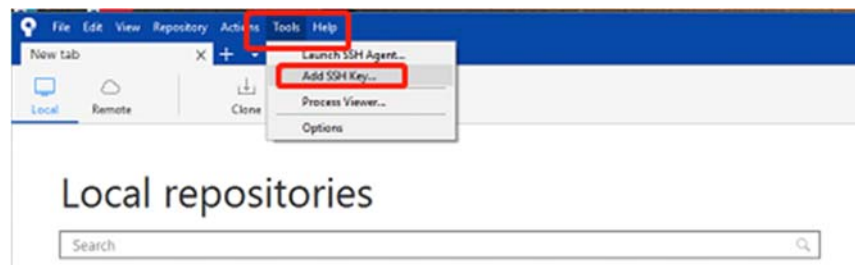 File Edit View Repository Actions Tools Help
New tab
Launch SSH Agent...
Add SSH Key...
Local Remote Clone
Process Viewer...
Options
Local repositories
Search